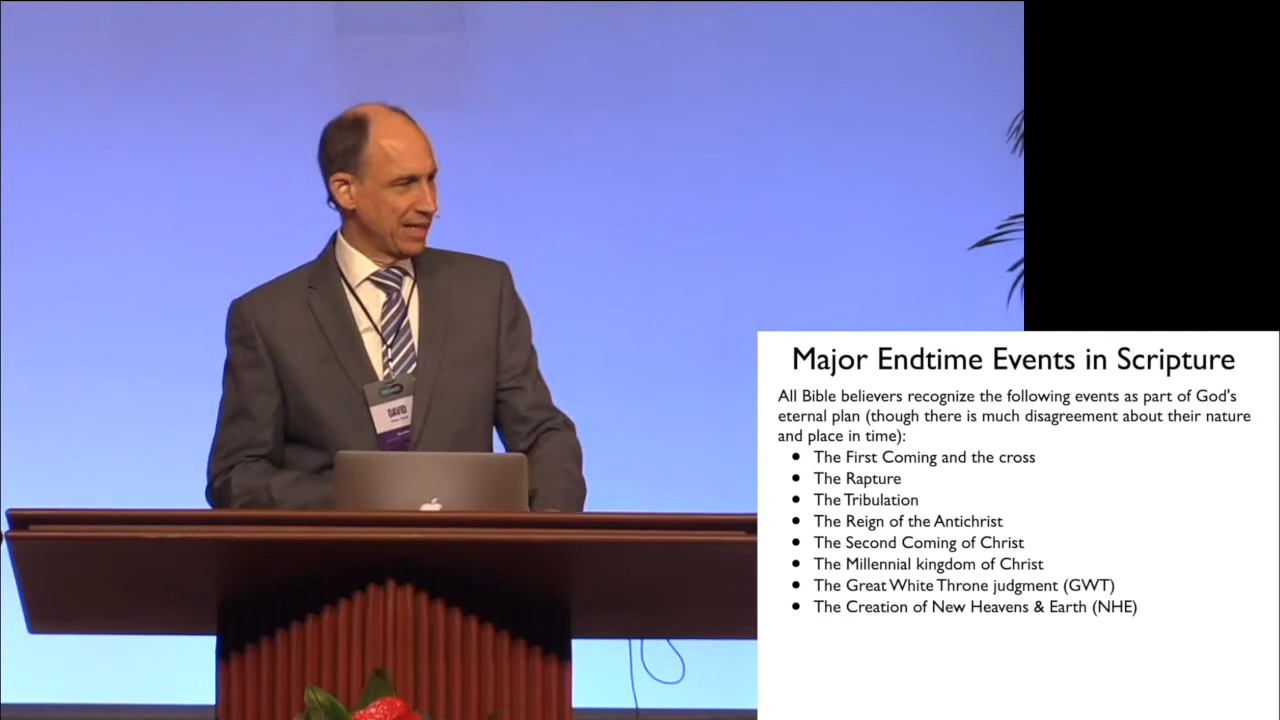 DAVID
Major Endtime Events in Scripture
All Bible believers recognize the following events as part of God's
eternal plan (though there is much disagreement about their nature
and place in time):
• The First Coming and the cross
• The Rapture
• The Tribulation
• The Reign of the Antichrist
• The Second Coming of Christ
• The Millennial kingdom of Christ
• The Great White Throne judgment (GWT)
• The Creation of New Heavens & Earth (NHE)